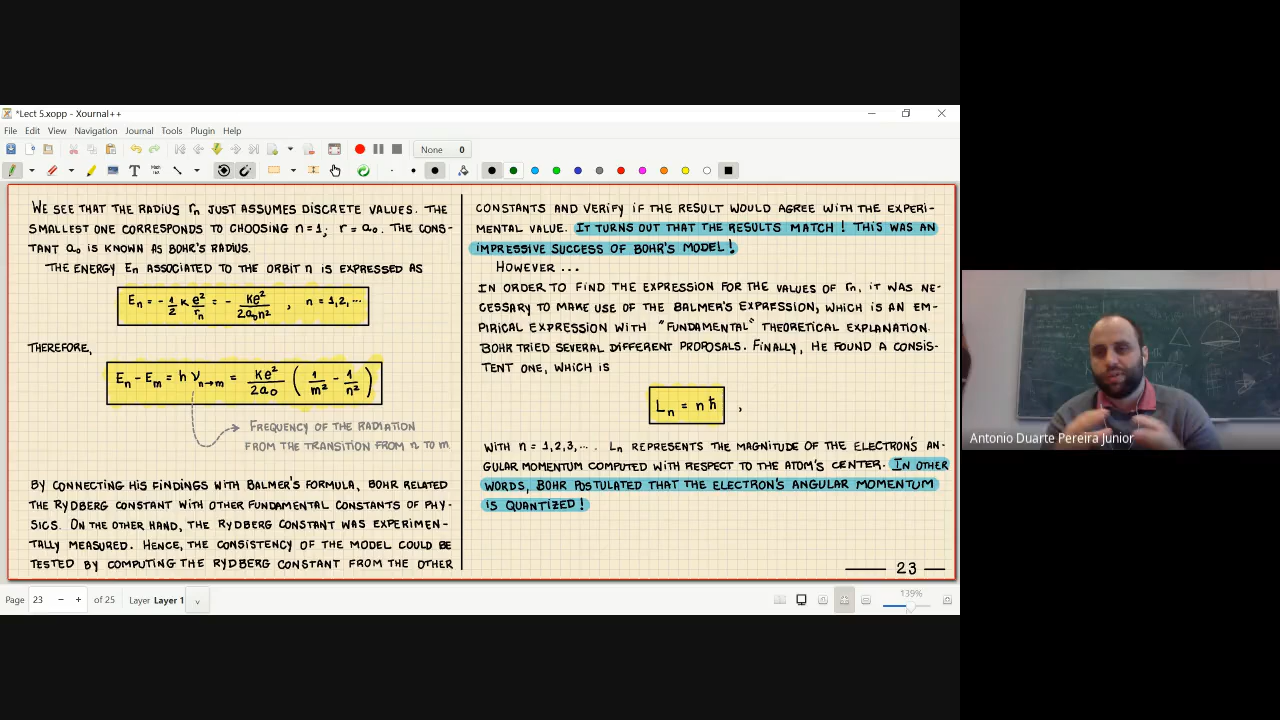 *Lect 5.xopp - Xournal++
File Edit View Navigation Journal Tools Plugin Help
None 0
WE SEE THAT THE RADIUS rn JUST ASSUMES DISCRETE VALUES. THE
SMALLEST ONE CORRESPONDS TO CHOOSING n=1; r = a₀. THE CONS-
TANT a₀ IS KNOWN AS BOHR'S RADIUS.
THE ENERGY En ASSOCIATED TO THE ORBIT n IS EXPRESSED AS
En = - 1/2 k e²/rn = - ke²/2a₀n² , n = 1,2,...
THEREFORE,
En - Em = h νn→m = ke²/2a₀ ( 1/m² - 1/n² )
FREQUENCY OF THE RADIATION
FROM THE TRANSITION FROM n TO m
BY CONNECTING HIS FINDINGS WITH BALMER'S FORMULA, BOHR RELATED
THE RYDBERG CONSTANT WITH OTHER FUNDAMENTAL CONSTANTS OF PHY-
SICS. ON THE OTHER HAND, THE RYDBERG CONSTANT WAS EXPERIMEN-
TALLY MEASURED. HENCE, THE CONSISTENCY OF THE MODEL COULD BE
TESTED BY COMPUTING THE RYDBERG CONSTANT FROM THE OTHER
CONSTANTS AND VERIFY IF THE RESULT WOULD AGREE WITH THE EXPERI-
MENTAL VALUE. IT TURNS OUT THAT THE RESULTS MATCH! THIS WAS AN
IMPRESSIVE SUCCESS OF BOHR'S MODEL!
HOWEVER ...
IN ORDER TO FIND THE EXPRESSION FOR THE VALUES OF rn, IT WAS NE-
CESSARY TO MAKE USE OF THE BALMER'S EXPRESSION, WHICH IS AN EM-
PIRICAL EXPRESSION WITH "FUNDAMENTAL" THEORETICAL EXPLANATION.
BOHR TRIED SEVERAL DIFFERENT PROPOSALS. FINALLY, HE FOUND A CONSIS-
TENT ONE, WHICH IS
Ln = nħ ,
WITH n = 1,2,3,.... Ln REPRESENTS THE MAGNITUDE OF THE ELECTRON'S AN-
GULAR MOMENTUM COMPUTED WITH RESPECT TO THE ATOM'S CENTER. IN OTHER
WORDS, BOHR POSTULATED THAT THE ELECTRON'S ANGULAR MOMENTUM
IS QUANTIZED!
23
Page 23 of 25 Layer Layer 1 139%
Antonio Duarte Pereira Junior